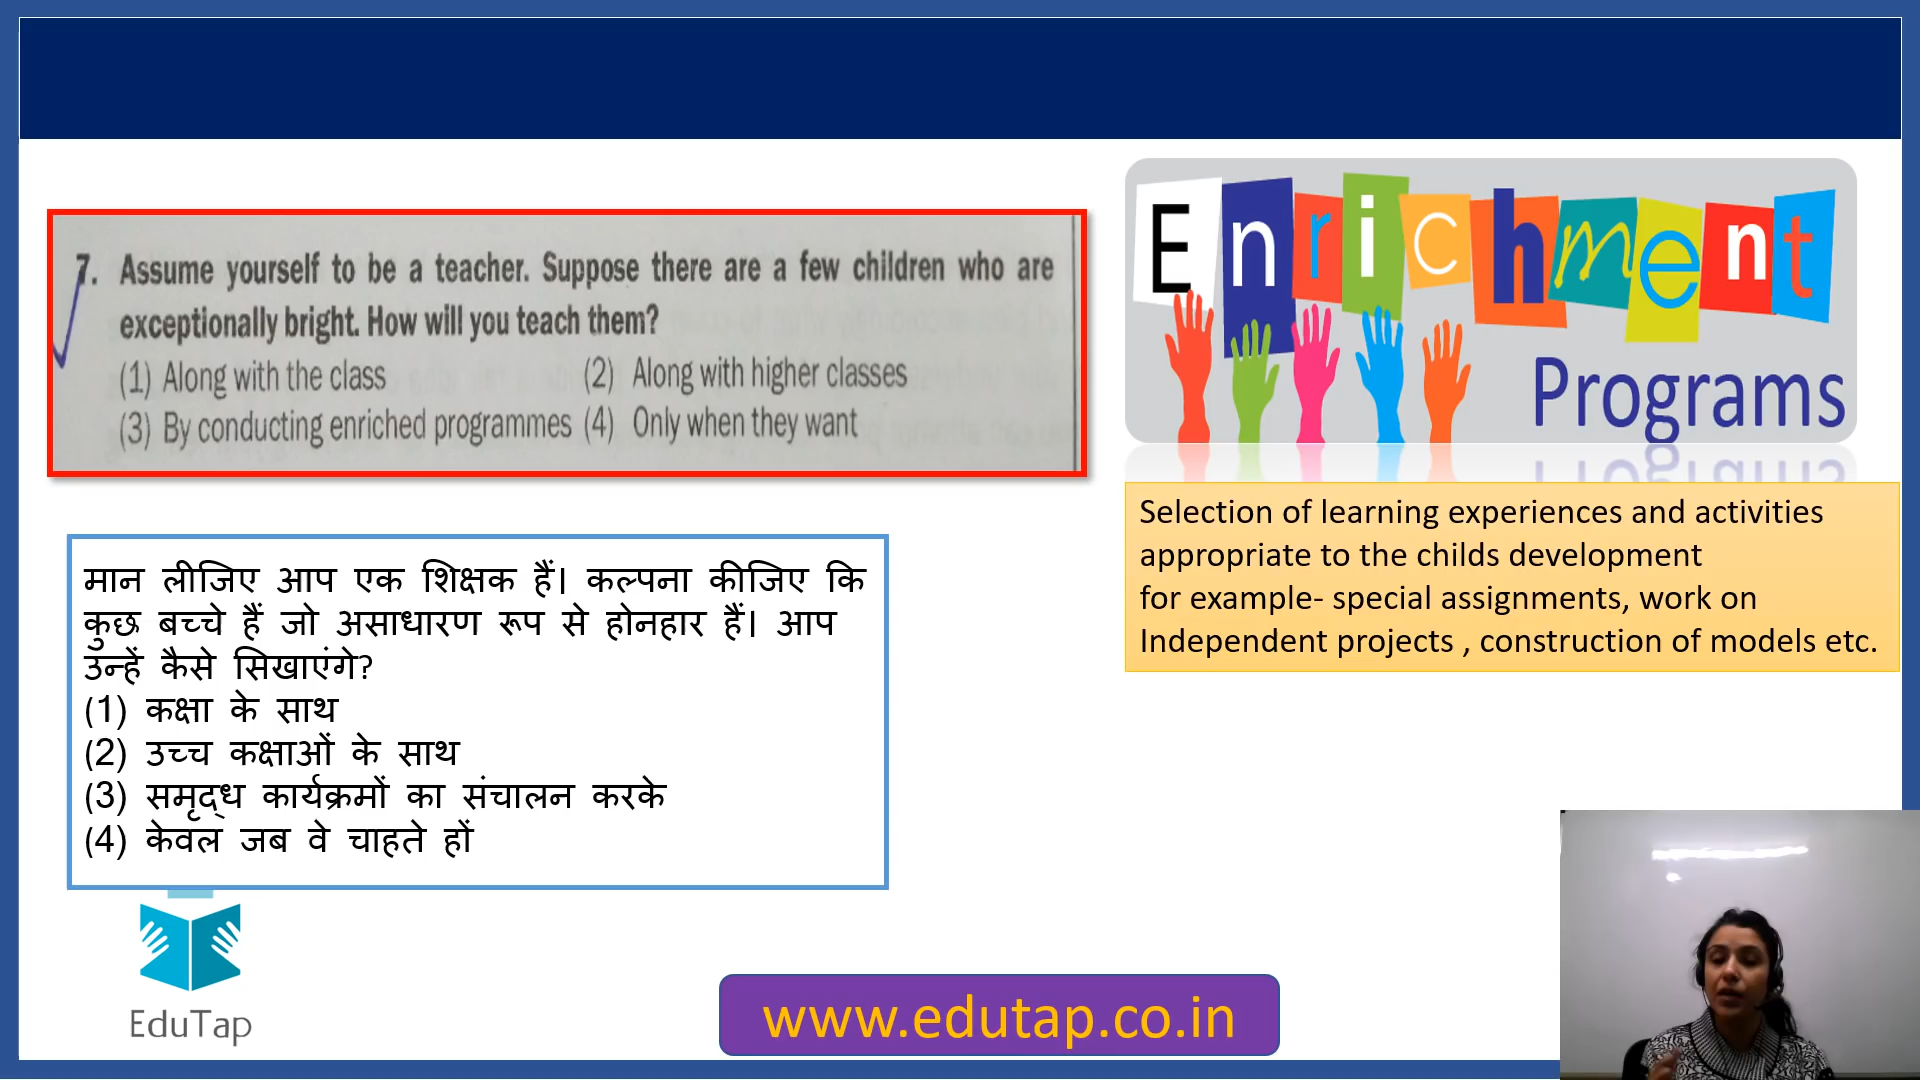 7. Assume yourself to be a teacher. Suppose there are a few children who are
exceptionally bright. How will you teach them?
(1) Along with the class (2) Along with higher classes
(3) By conducting enriched programmes (4) Only when they want
Enrichment
Programs
Selection of learning experiences and activities
appropriate to the childs development
for example- special assignments, work on
Independent projects , construction of models etc.
मान लीजिए आप एक शिक्षक हैं। कल्पना कीजिए कि
कुछ बच्चे हैं जो असाधारण रूप से होनहार हैं। आप
उन्हें कैसे सिखाएंगे?
(1) कक्षा के साथ
(2) उच्च कक्षाओं के साथ
(3) समृद्ध कार्यक्रमों का संचालन करके
(4) केवल जब वे चाहते हों
EduTap
www.edutap.co.in